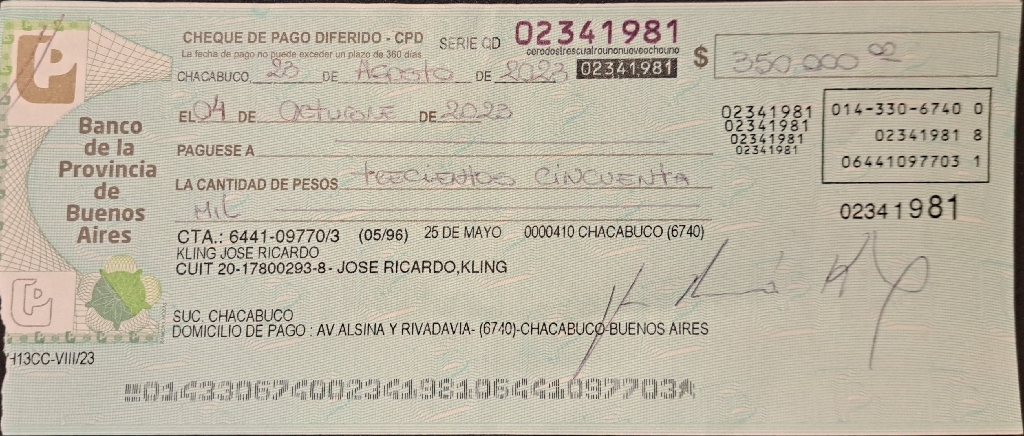 CHEQUE DE PAGO DIFERIDO - CPD SERIE QD 02341981
La fecha de pago no puede exceder un plazo de 360 días
cerodostrescuatrounonueveochouno
CHACABUCO, 23 DE Agosto DE 2023 02341981 $ 350.000 00
EL 04 DE OCTUBRE DE 2023
PAGUESE A
LA CANTIDAD DE PESOS TRECIENTOS CINCUENTA
MIL
02341981
02341981
02341981
02341981
014-330-6740 0
02341981 8
06441097703 1
02341981
Banco
de la
Provincia
de
Buenos
Aires
CTA.: 6441-09770/3 (05/96) 25 DE MAYO 0000410 CHACABUCO (6740)
KLING JOSE RICARDO
CUIT 20-17800293-8- JOSE RICARDO,KLING
SUC. CHACABUCO
DOMICILIO DE PAGO : AV.ALSINA Y RIVADAVIA- (6740)-CHACABUCO-BUENOS AIRES
H13CC-VIII/23
01433067400234198106441097703